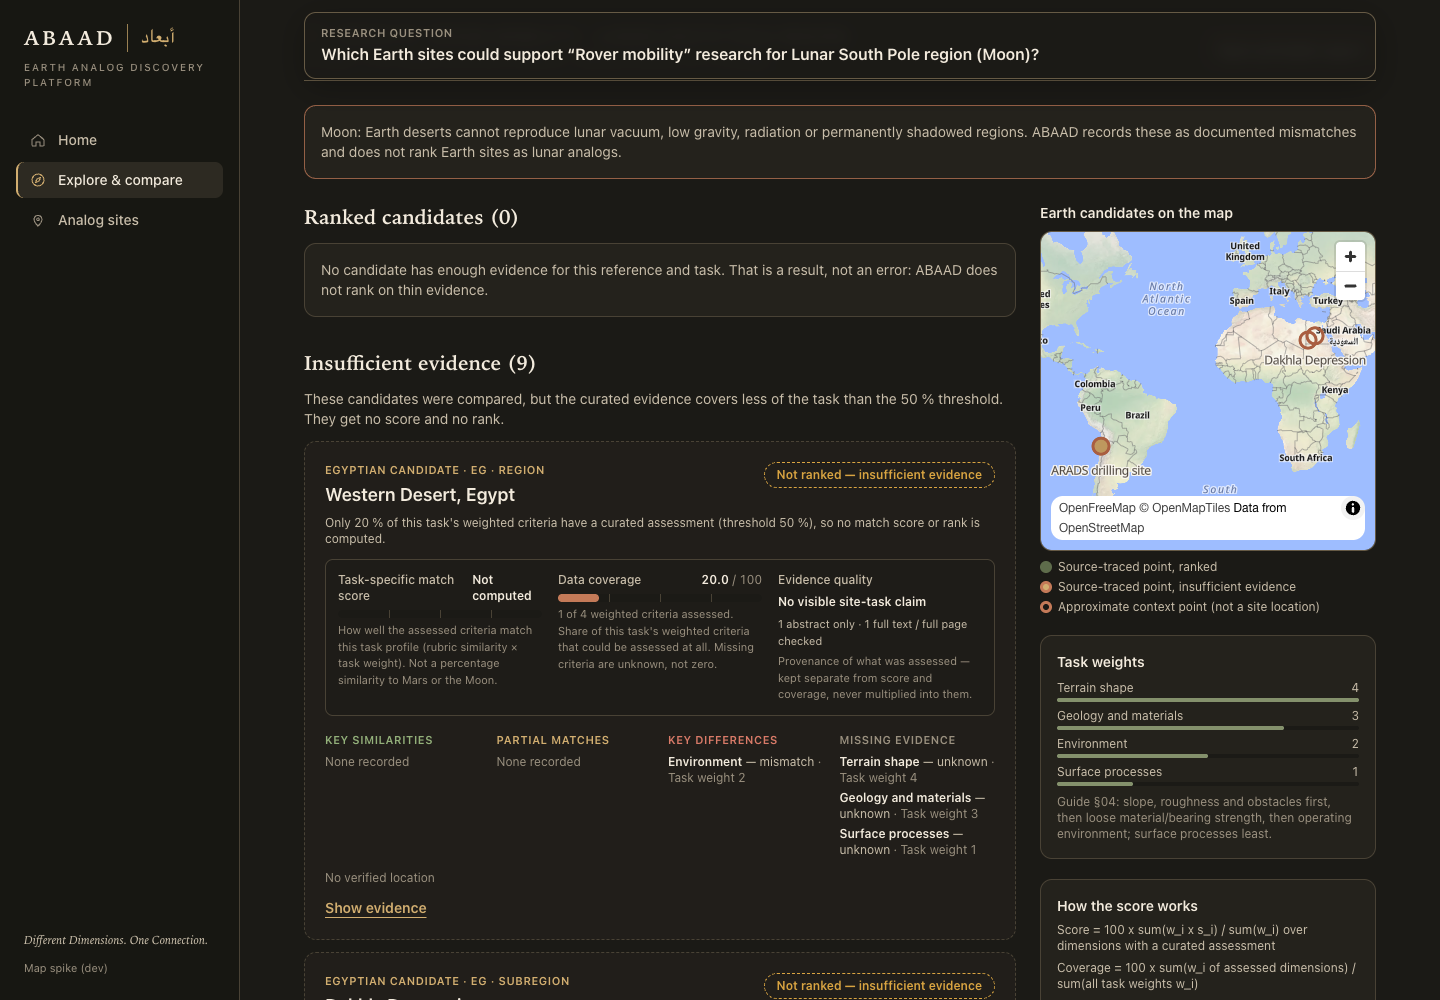 ABAAD أبعاد
EARTH ANALOG DISCOVERY
PLATFORM
Home
Explore & compare
Analog sites
Different Dimensions. One Connection.
Map spike (dev)
RESEARCH QUESTION
Which Earth sites could support “Rover mobility” research for Lunar South Pole region (Moon)?
Moon: Earth deserts cannot reproduce lunar vacuum, low gravity, radiation or permanently shadowed regions. ABAAD records these as documented mismatches
and does not rank Earth sites as lunar analogs.
Ranked candidates (0)
No candidate has enough evidence for this reference and task. That is a result, not an error: ABAAD does
not rank on thin evidence.
Insufficient evidence (9)
These candidates were compared, but the curated evidence covers less of the task than the 50 % threshold.
They get no score and no rank.
EGYPTIAN CANDIDATE · EG · REGION
Not ranked — insufficient evidence
Western Desert, Egypt
Only 20 % of this task's weighted criteria have a curated assessment (threshold 50 %), so no match score or rank is
computed.
Task-specific match
score
Not
computed
How well the assessed criteria match
this task profile (rubric similarity ×
task weight). Not a percentage
similarity to Mars or the Moon.
Data coverage 20.0 / 100
1 of 4 weighted criteria assessed.
Share of this task's weighted criteria
that could be assessed at all. Missing
criteria are unknown, not zero.
Evidence quality
No visible site-task claim
1 abstract only · 1 full text / full page
checked
Provenance of what was assessed —
kept separate from score and
coverage, never multiplied into them.
KEY SIMILARITIES
None recorded
PARTIAL MATCHES
None recorded
KEY DIFFERENCES
Environment — mismatch ·
Task weight 2
MISSING EVIDENCE
Terrain shape — unknown ·
Task weight 4
Geology and materials —
unknown · Task weight 3
Surface processes —
unknown · Task weight 1
No verified location
Show evidence
EGYPTIAN CANDIDATE · EG · SUBREGION
Not ranked — insufficient evidence
Earth candidates on the map
United
Kingdom
North
Atlantic
Ocean
ed
es
Spain
Italy
Turkey
co
Saudi Arabia
السعودية
Dakhla Depression
Colombia
Kenya
Peru
Brazil
South Africa
ARADS drilling site
South
+
−
OpenFreeMap © OpenMapTiles Data from
OpenStreetMap
Source-traced point, ranked
Source-traced point, insufficient evidence
Approximate context point (not a site location)
Task weights
Terrain shape 4
Geology and materials 3
Environment 2
Surface processes 1
Guide §04: slope, roughness and obstacles first,
then loose material/bearing strength, then operating
environment; surface processes least.
How the score works
Score = 100 x sum(w_i x s_i) / sum(w_i) over
dimensions with a curated assessment
Coverage = 100 x sum(w_i of assessed dimensions) /
sum(all task weights w_i)